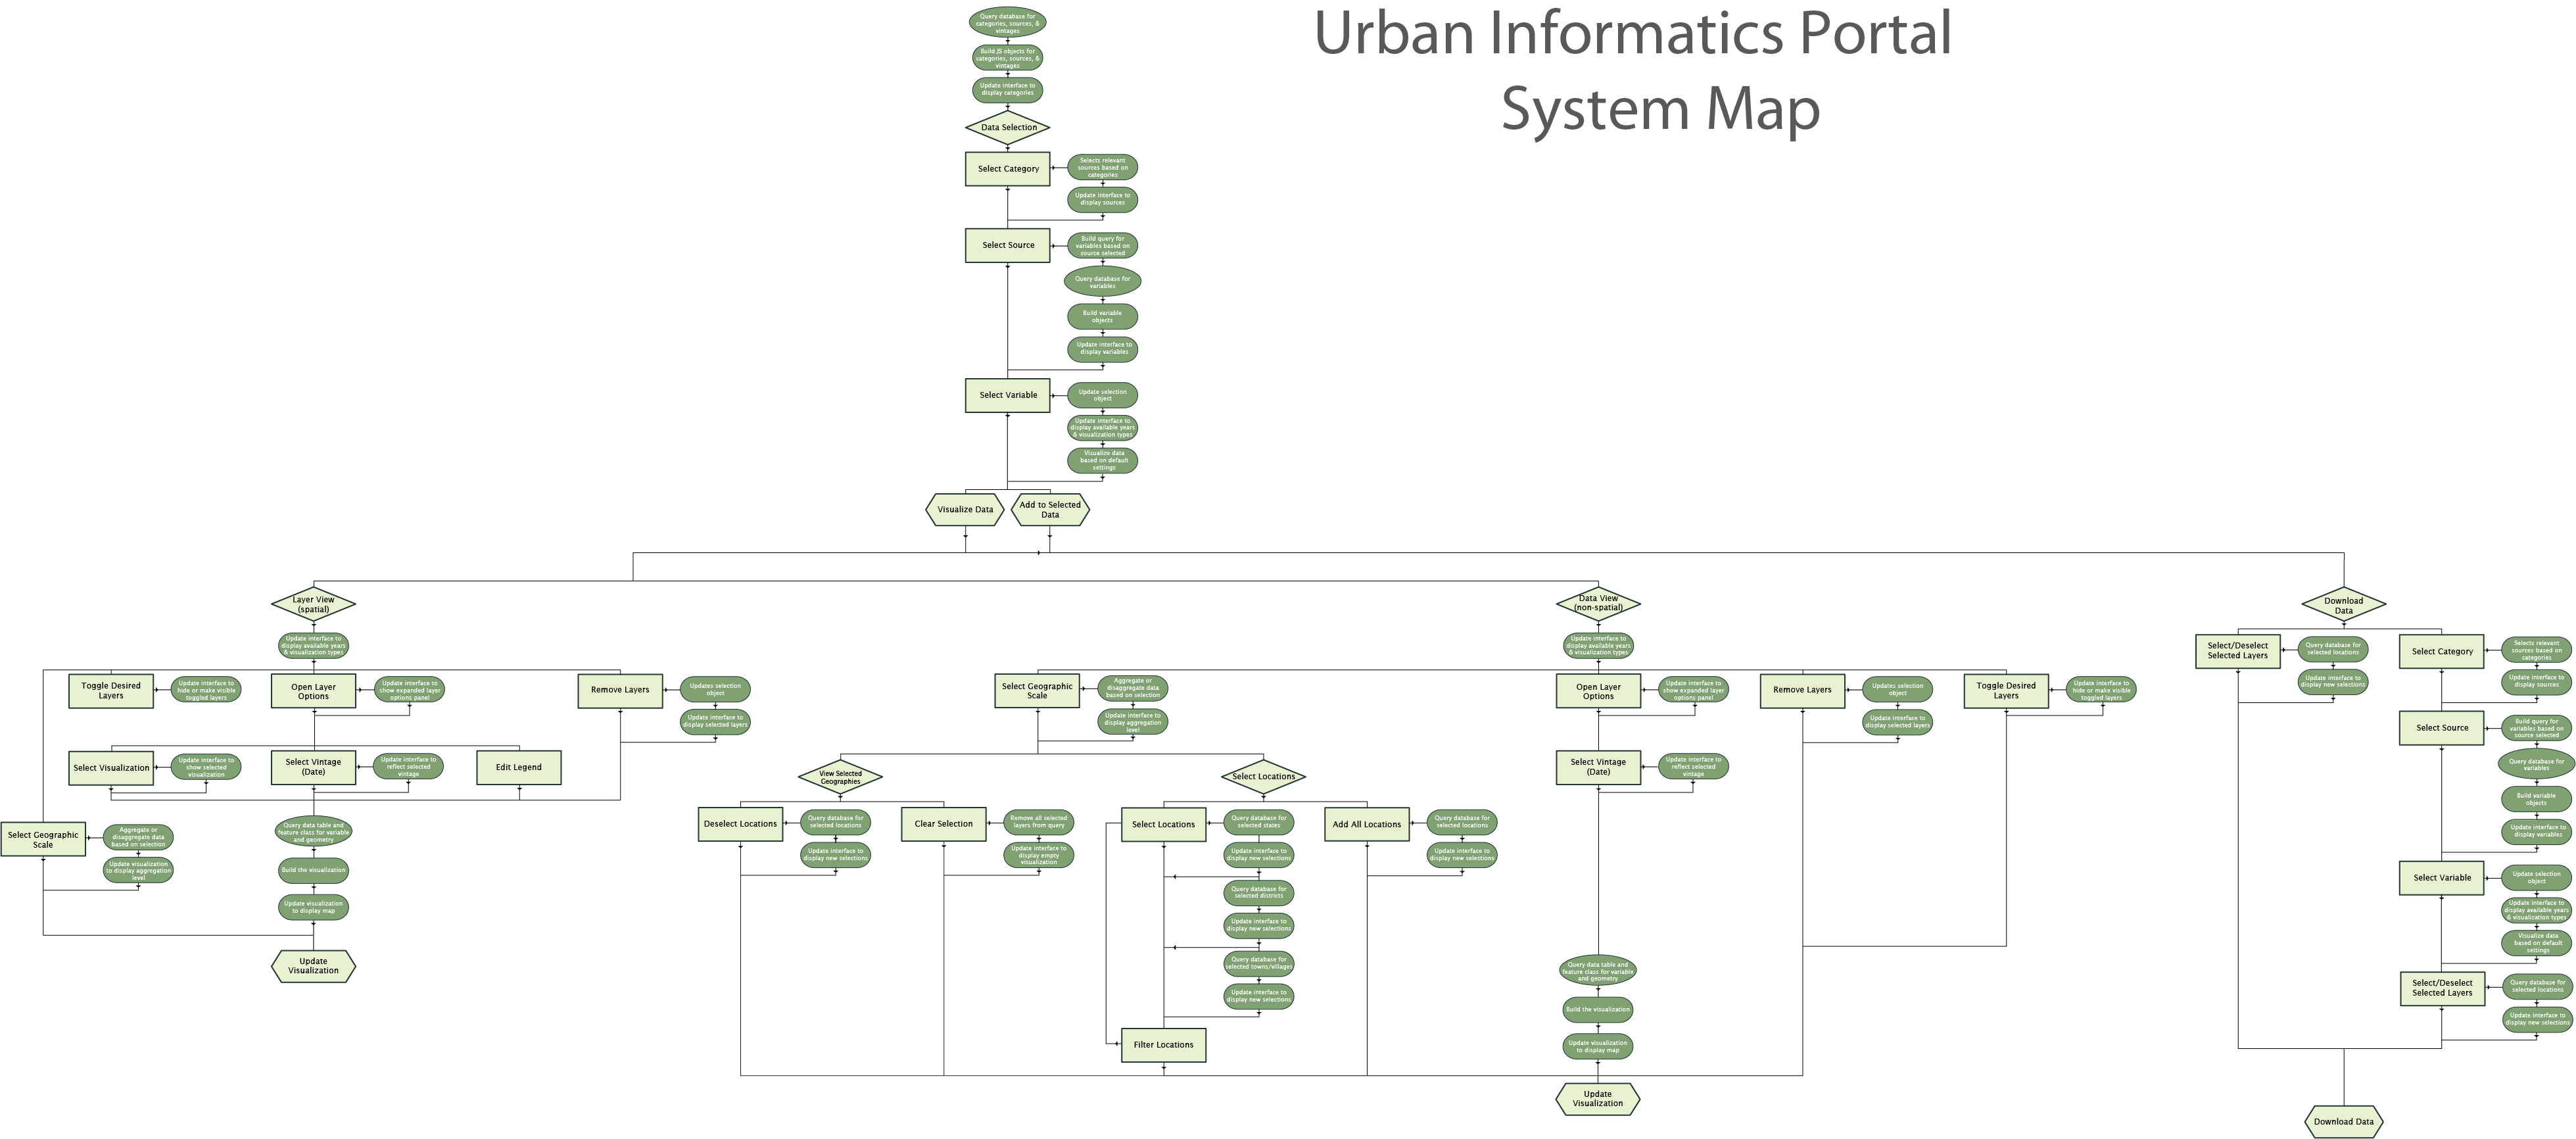 Urban Informatics Portal
System Map
Query database for
categories, sources, &
vintages
Build JS objects for
categories, sources, &
vintages
Update interface to
display categories
Data Selection
Select Category
Selects relevant
sources based on
categories
Update interface to
display sources
Select Source
Build query for
variables based on
source selected
Query database for
variables
Build variable
objects
Update interface to
display variables
Select Variable
Update selection
object
Update interface to
display available years
& visualization types
Visualize data
based on default
settings
Visualize Data
Add to Selected
Data
Layer View
(spatial)
Update interface to
display available years
& visualization types
Toggle Desired
Layers
Update interface to
hide or make visible
toggled layers
Open Layer
Options
Update interface to
show expanded layer
options panel
Remove Layers
Updates selection
object
Update interface to
display selected layers
Select Visualization
Update interface to
show selected
visualization
Select Vintage
(Date)
Update interface to
reflect selected
vintage
Edit Legend
Select Geographic
Scale
Aggregate or
disaggregate data
based on selection
Update visualization
to display aggregation
level
Query data table and
feature class for variable
and geometry
Build the visualization
Update visualization
to display map
Update
Visualization
Data View
(non-spatial)
Update interface to
display available years
& visualization types
Select Geographic
Scale
Aggregate or
disaggregate data
based on selection
Update interface to
display aggregation
level
View Selected
Geographies
Deselect Locations
Query database for
selected locations
Update interface to
display new selections
Clear Selection
Remove all selected
layers from query
Update interface to
display empty
visualization
Select Locations
Select Locations
Query database for
selected states
Update interface to
display new selections
Query database for
selected districts
Update interface to
display new selections
Query database for
selected towns/villages
Update interface to
display new selections
Filter Locations
Add All Locations
Query database for
selected locations
Update interface to
display new selections
Open Layer
Options
Update interface to
show expanded layer
options panel
Select Vintage
(Date)
Update interface to
reflect selected
vintage
Query data table and
feature class for variable
and geometry
Build the visualization
Update visualization
to display map
Update
Visualization
Remove Layers
Updates selection
object
Update interface to
display selected layers
Toggle Desired
Layers
Update interface to
hide or make visible
toggled layers
Download
Data
Select/Deselect
Selected Layers
Query database for
selected locations
Update interface to
display new selections
Select Category
Selects relevant
sources based on
categories
Update interface to
display sources
Select Source
Build query for
variables based on
source selected
Query database for
variables
Build variable
objects
Update interface to
display variables
Select Variable
Update selection
object
Update interface to
display available years
& visualization types
Visualize data
based on default
settings
Select/Deselect
Selected Layers
Query database for
selected locations
Update interface to
display new selections
Download Data